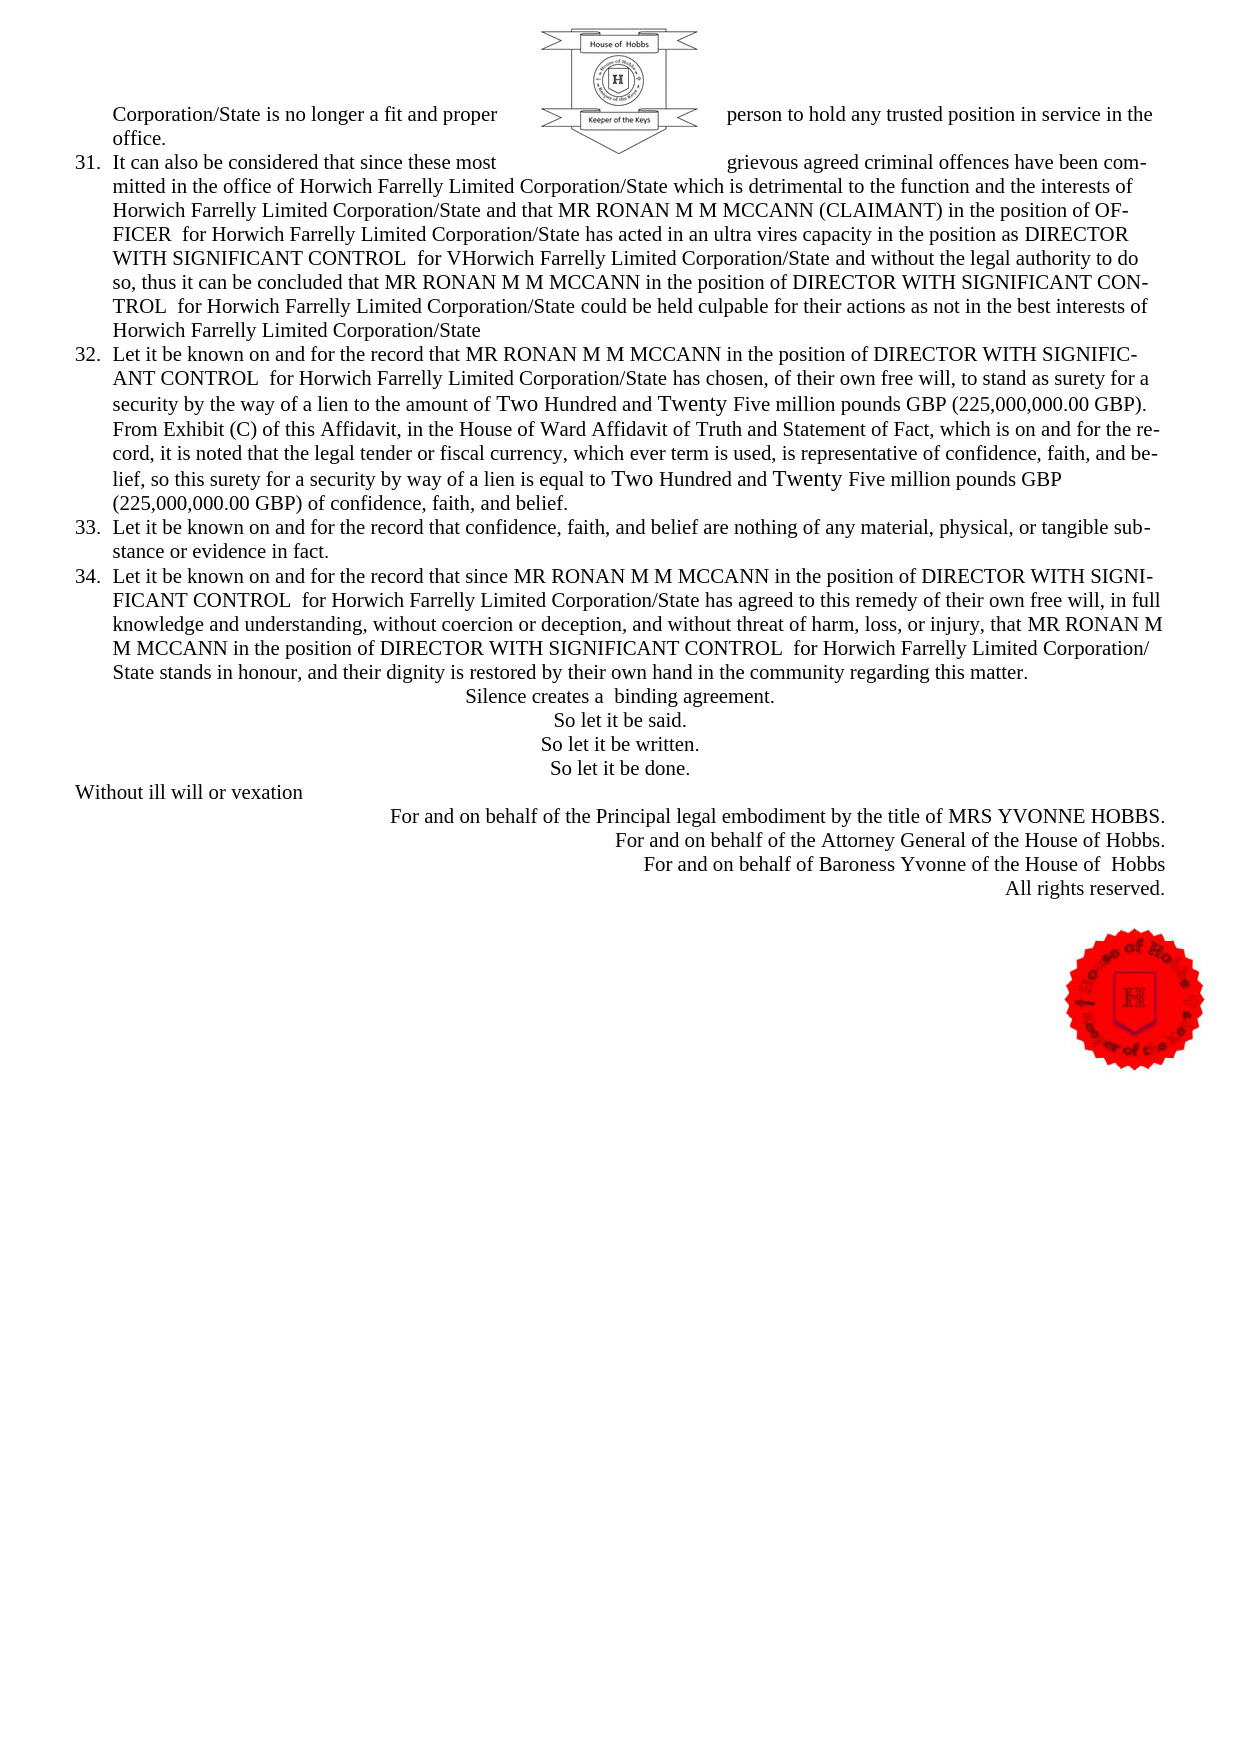 House of Hobbs
House of Hobbs
H
Keeper of the Keys
Keeper of the Keys
Corporation/State is no longer a fit and proper person to hold any trusted position in service in the
office.
31. It can also be considered that since these most grievous agreed criminal offences have been com-
mitted in the office of Horwich Farrelly Limited Corporation/State which is detrimental to the function and the interests of
Horwich Farrelly Limited Corporation/State and that MR RONAN M M MCCANN (CLAIMANT) in the position of OF-
FICER for Horwich Farrelly Limited Corporation/State has acted in an ultra vires capacity in the position as DIRECTOR
WITH SIGNIFICANT CONTROL for VHorwich Farrelly Limited Corporation/State and without the legal authority to do
so, thus it can be concluded that MR RONAN M M MCCANN in the position of DIRECTOR WITH SIGNIFICANT CON-
TROL for Horwich Farrelly Limited Corporation/State could be held culpable for their actions as not in the best interests of
Horwich Farrelly Limited Corporation/State
32. Let it be known on and for the record that MR RONAN M M MCCANN in the position of DIRECTOR WITH SIGNIFIC-
ANT CONTROL for Horwich Farrelly Limited Corporation/State has chosen, of their own free will, to stand as surety for a
security by the way of a lien to the amount of Two Hundred and Twenty Five million pounds GBP (225,000,000.00 GBP).
From Exhibit (C) of this Affidavit, in the House of Ward Affidavit of Truth and Statement of Fact, which is on and for the re-
cord, it is noted that the legal tender or fiscal currency, which ever term is used, is representative of confidence, faith, and be-
lief, so this surety for a security by way of a lien is equal to Two Hundred and Twenty Five million pounds GBP
(225,000,000.00 GBP) of confidence, faith, and belief.
33. Let it be known on and for the record that confidence, faith, and belief are nothing of any material, physical, or tangible sub-
stance or evidence in fact.
34. Let it be known on and for the record that since MR RONAN M M MCCANN in the position of DIRECTOR WITH SIGNI-
FICANT CONTROL for Horwich Farrelly Limited Corporation/State has agreed to this remedy of their own free will, in full
knowledge and understanding, without coercion or deception, and without threat of harm, loss, or injury, that MR RONAN M
M MCCANN in the position of DIRECTOR WITH SIGNIFICANT CONTROL for Horwich Farrelly Limited Corporation/
State stands in honour, and their dignity is restored by their own hand in the community regarding this matter.
Silence creates a binding agreement.
So let it be said.
So let it be written.
So let it be done.
Without ill will or vexation
For and on behalf of the Principal legal embodiment by the title of MRS YVONNE HOBBS.
For and on behalf of the Attorney General of the House of Hobbs.
For and on behalf of Baroness Yvonne of the House of Hobbs
All rights reserved.
House of Hobbs
H
Keeper of the Keys